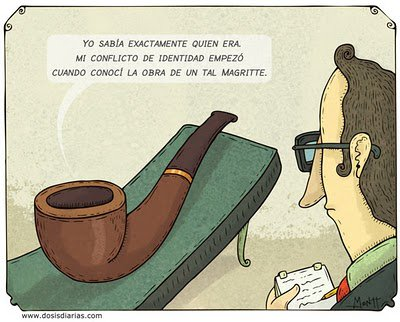 YO SABÍA EXACTAMENTE QUIEN ERA.
MI CONFLICTO DE IDENTIDAD EMPEZÓ
CUANDO CONOCÍ LA OBRA DE UN TAL MAGRITTE.
MONTT
www.dosisdiarias.com